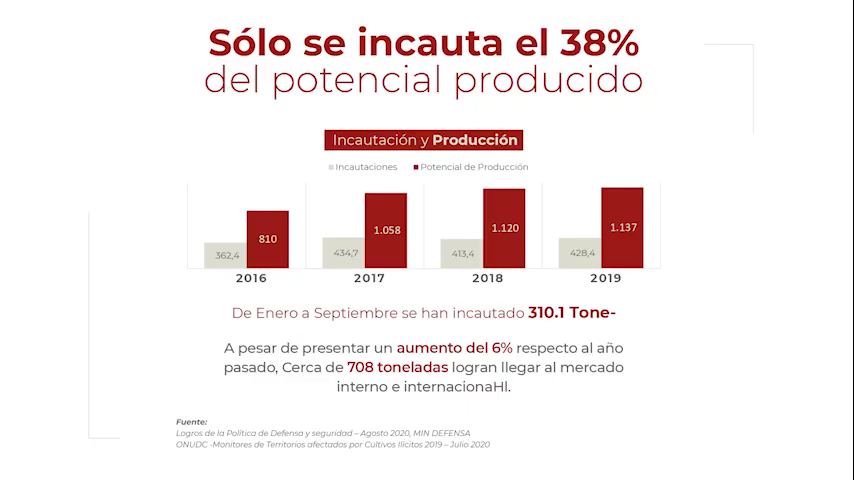 Sólo se incauta el 38%
del potencial producido
Incautación y Producción
Incautaciones Potencial de Producción
362,4 810 434,7 1.058 413,4 1.120 428,4 1.137
2016 2017 2018 2019
De Enero a Septiembre se han incautado 310.1 Tone-
A pesar de presentar un aumento del 6% respecto al año
pasado, Cerca de 708 toneladas logran llegar al mercado
interno e internacionaHl.
Fuente:
Logros de la Política de Defensa y seguridad – Agosto 2020, MIN DEFENSA
ONUDC -Monitores de Territorios afectados por Cultivos Ilícitos 2019 – Julio 2020